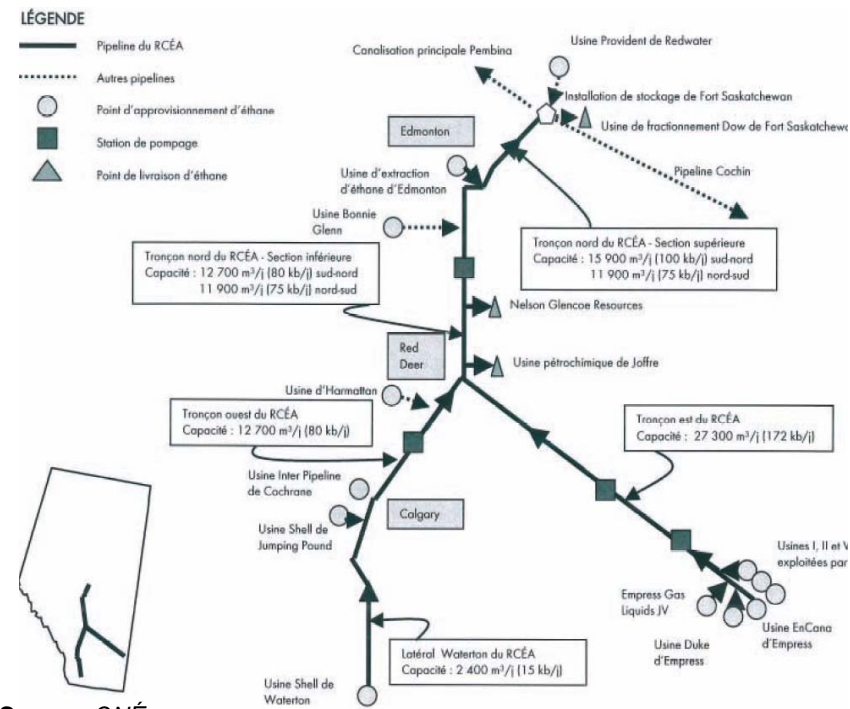 LÉGENDE
Pipeline du RCÉA
Autres pipelines
Point d'approvisionnement d'éthane
Station de pompage
Point de livraison d'éthane
Canalisation principale Pembina
Usine Provident de Redwater
Installation de stockage de Fort Saskatchewan
Usine de fractionnement Dow de Fort Saskatchew
Edmonton
Usine d'extraction
d'éthane d'Edmonton
Pipeline Cochin
Usine Bonnie
Glenn
Tronçon nord du RCÉA - Section inférieure
Capacité : 12 700 m³/j (80 kb/j) sud-nord
11 900 m³/j (75 kb/j) nord-sud
Tronçon nord du RCÉA - Section supérieure
Capacité : 15 900 m³/j (100 kb/j) sud-nord
11 900 m³/j (75 kb/j) nord-sud
Nelson Glencoe Resources
Red
Deer
Usine pétrochimique de Joffre
Usine d'Harmattan
Tronçon ouest du RCÉA
Capacité : 12 700 m³/j (80 kb/j)
Tronçon est du RCÉA
Capacité : 27 300 m³/j (172 kb/j)
Usine Inter Pipeline
de Cochrane
Calgary
Usine Shell de
Jumping Pound
Usines I, II et V
exploitées par
Empress Gas
Liquids JV
Usine EnCana
d'Empress
Usine Duke
d'Empress
Latéral Waterton du RCÉA
Capacité : 2 400 m³/j (15 kb/j)
Usine Shell de
Waterton